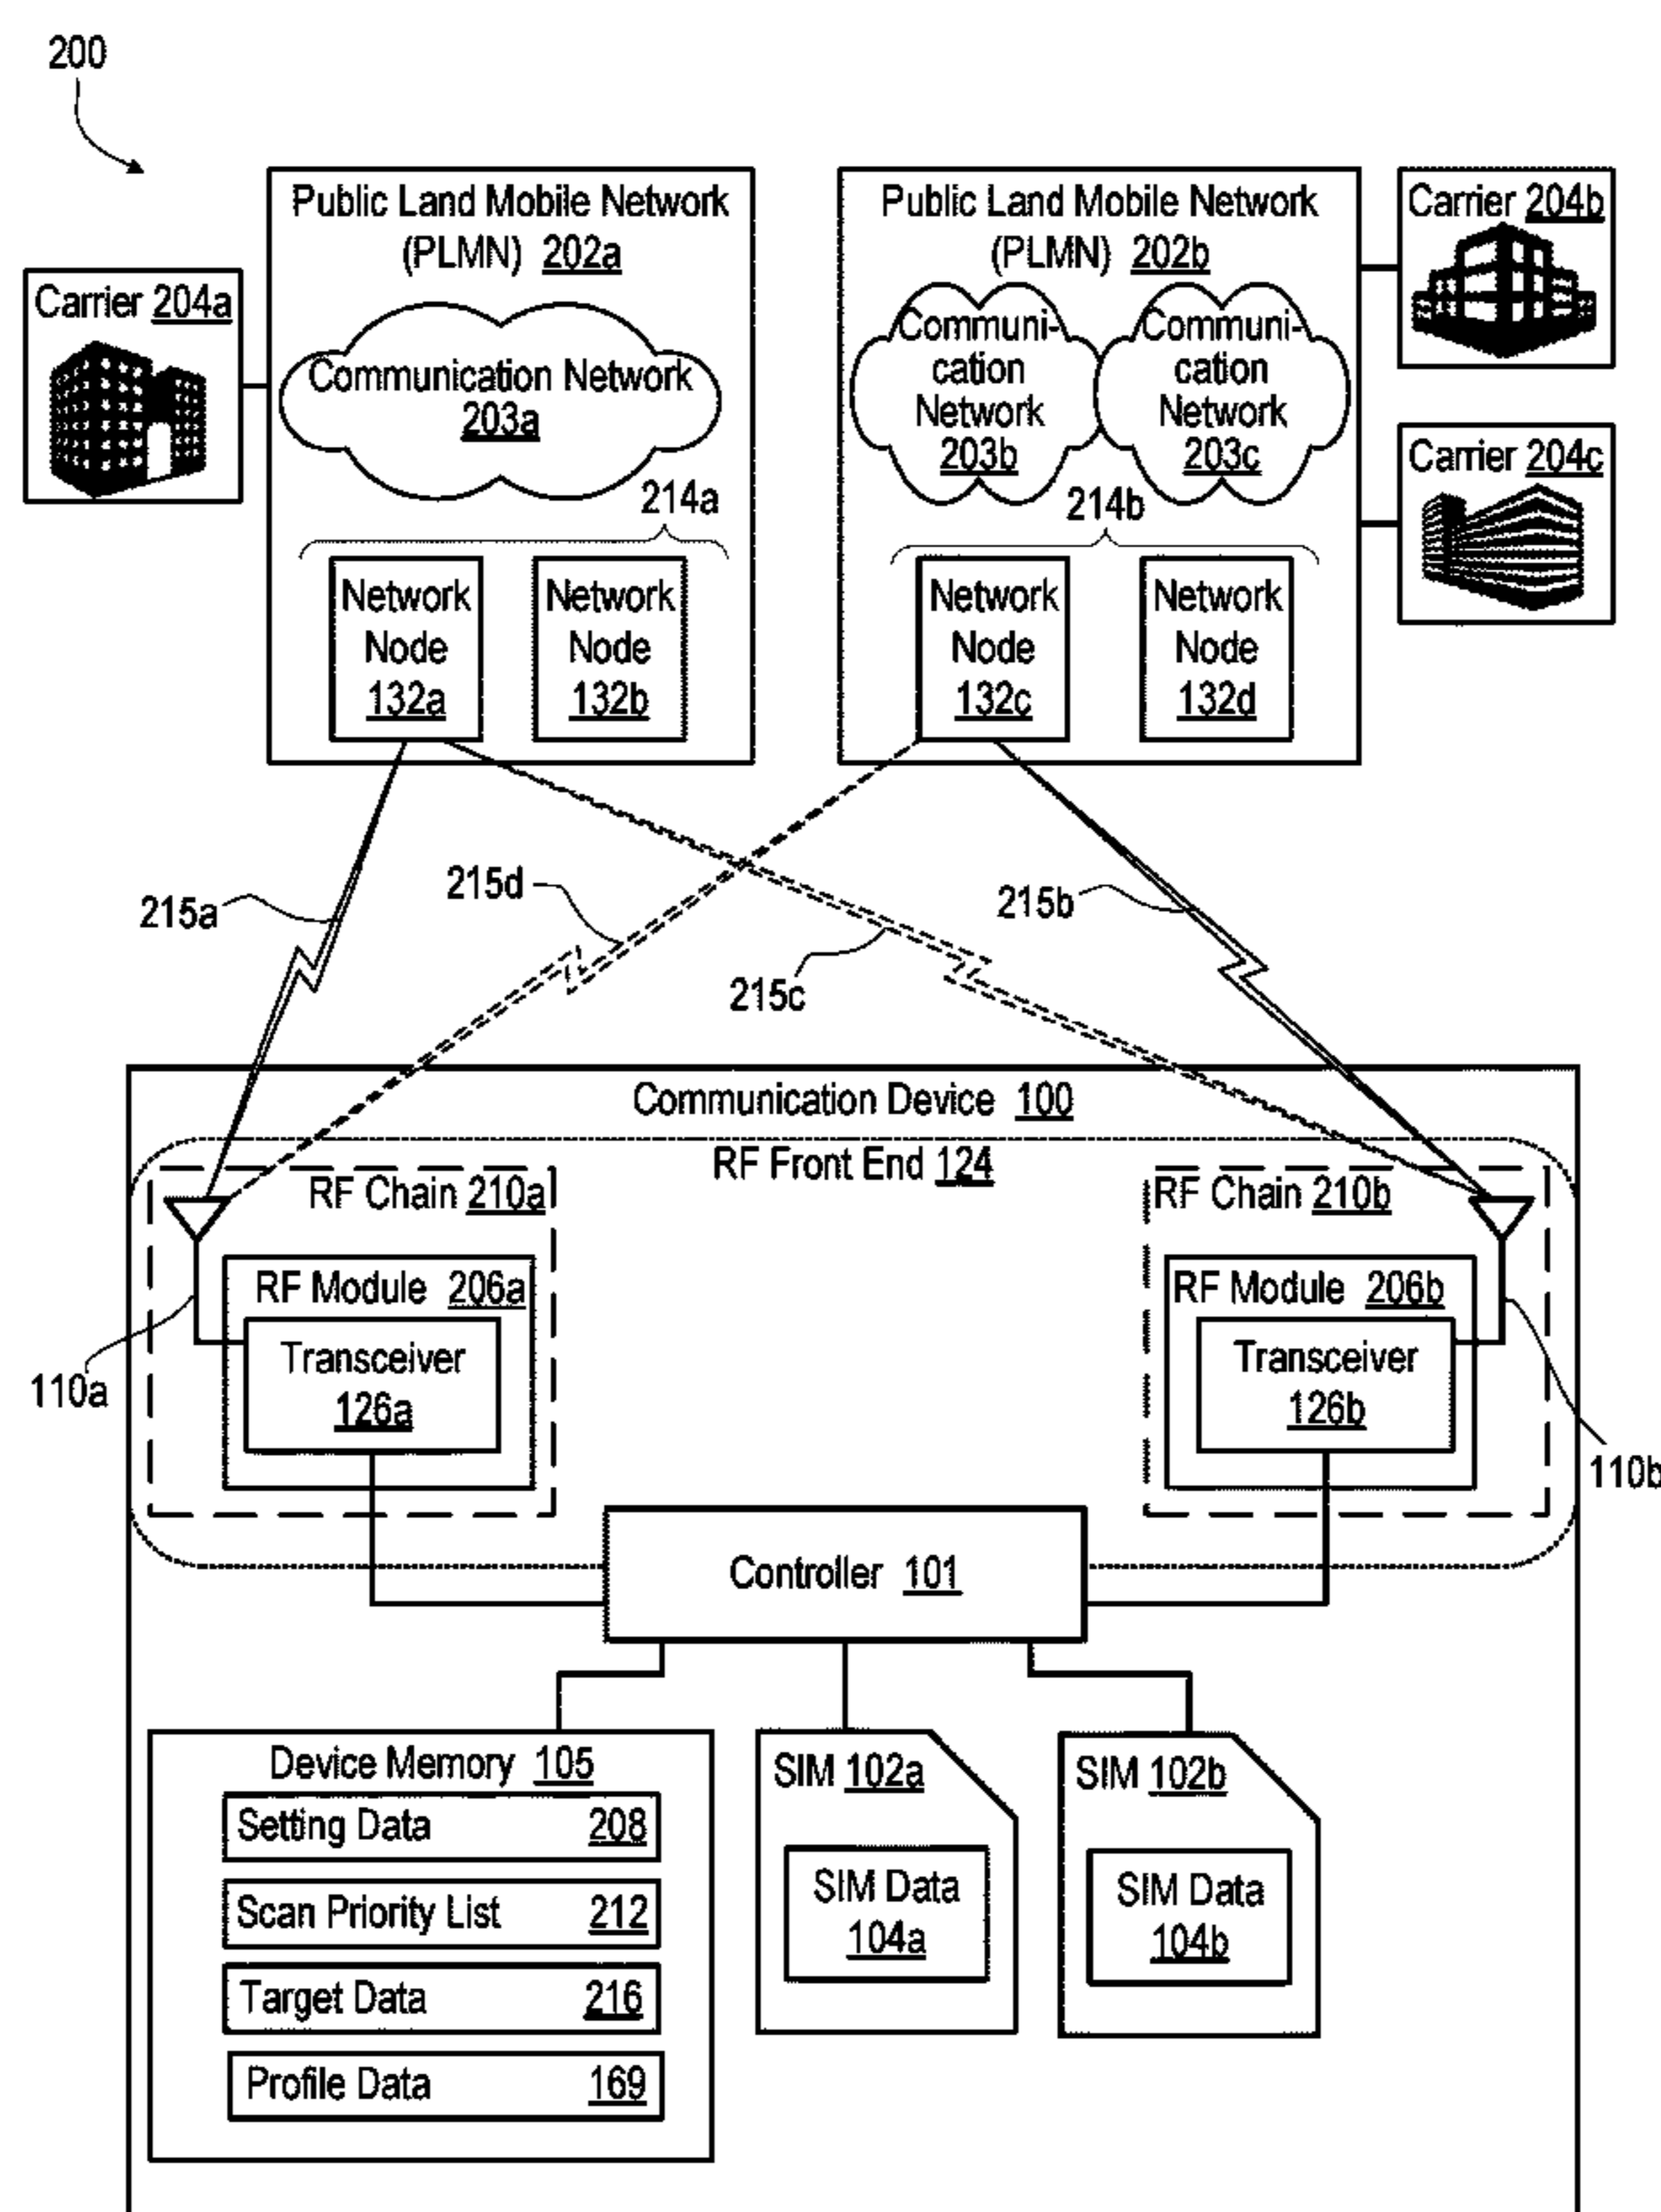 200
Public Land Mobile Network
(PLMN) 202a
Public Land Mobile Network
(PLMN) 202b
Carrier 204b
Carrier 204a
Communication Network
203a
Communi-
cation
Network
203b
Communi-
cation
Network
203c
Carrier 204c
214a
214b
Network
Node
132a
Network
Node
132b
Network
Node
132c
Network
Node
132d
215a
215d
215c
215b
Communication Device 100
RF Front End 124
RF Chain 210a
RF Chain 210b
RF Module 206a
RF Module 206b
Transceiver
126a
Transceiver
126b
110a
110b
Controller 101
Device Memory 105
Setting Data 208
Scan Priority List 212
Target Data 216
Profile Data 169
SIM 102a
SIM Data
104a
SIM 102b
SIM Data
104b